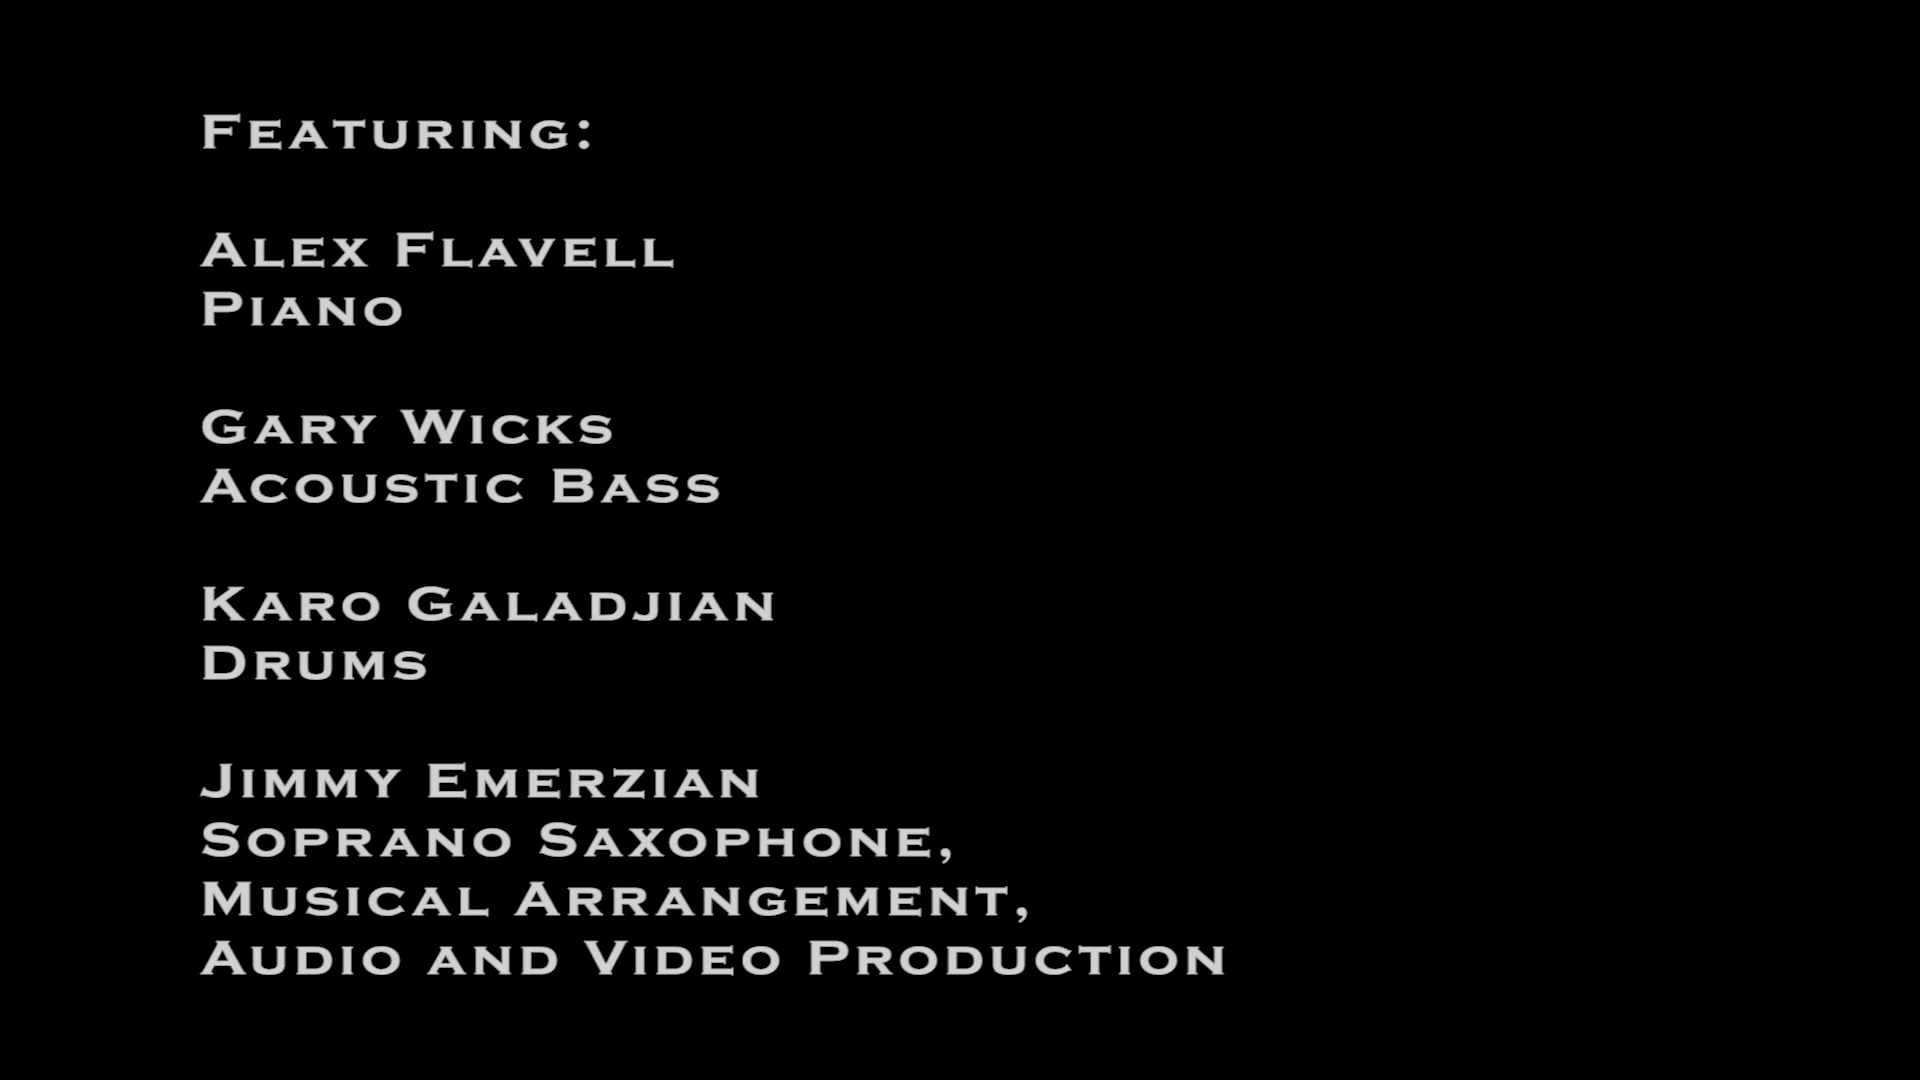 Featuring:
Alex Flavell
Piano
Gary Wicks
Acoustic Bass
Karo Galadjian
Drums
Jimmy Emerzian
Soprano Saxophone,
Musical Arrangement,
Audio and Video Production